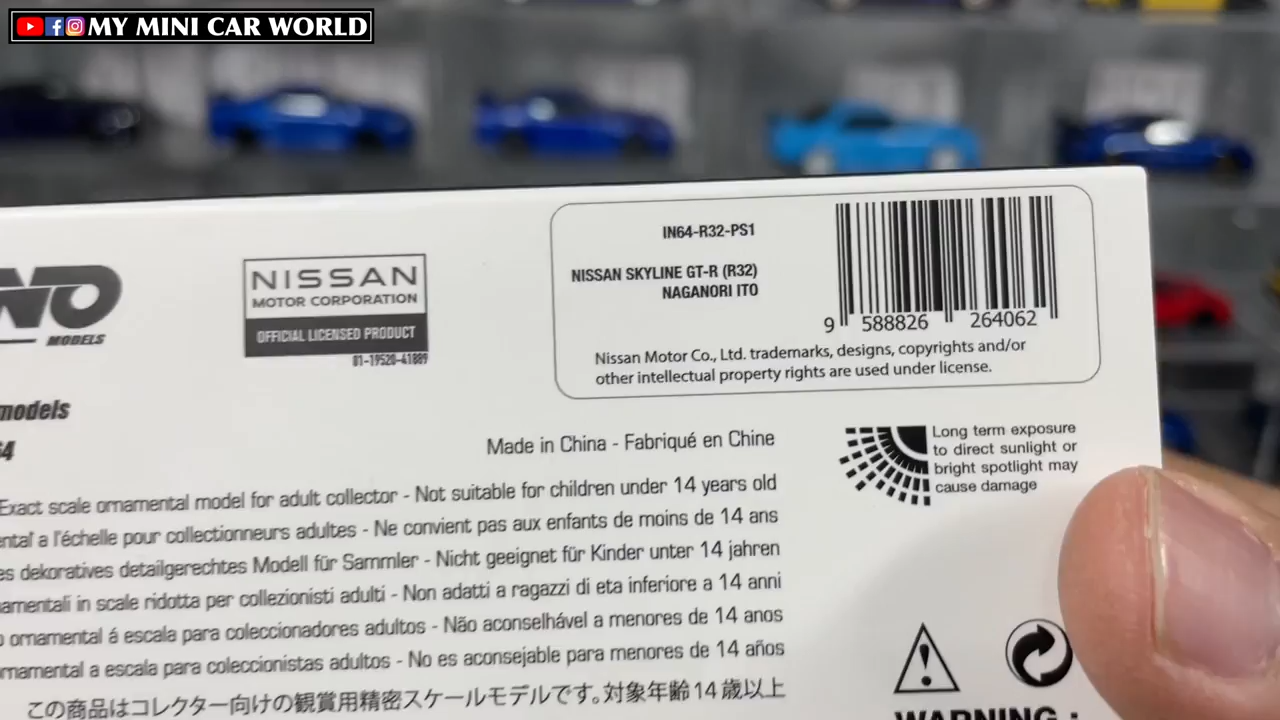 MY MINI CAR WORLD
NO
MODELS
NISSAN
MOTOR CORPORATION
OFFICIAL LICENSED PRODUCT
01-19520-41889
IN64-R32-PS1
NISSAN SKYLINE GT-R (R32)
NAGANORI ITO
9 588826 264062
Nissan Motor Co., Ltd. trademarks, designs, copyrights and/or
other intellectual property rights are used under license.
models
Made in China - Fabriqué en Chine
Long term exposure
to direct sunlight or
bright spotlight may
cause damage
Exact scale ornamental model for adult collector - Not suitable for children under 14 years old
ental a l'échelle pour collectionneurs adultes - Ne convient pas aux enfants de moins de 14 ans
es dekoratives detailgerechtes Modell für Sammler - Nicht geeignet für Kinder unter 14 jahren
amentali in scale ridotta per collezionisti adulti - Non adatti a ragazzi di eta inferiore a 14 anni
o ornamental á escala para coleccionadores adultos - Não aconselhável a menores de 14 anos
rnamental a escala para coleccionistas adultos - No es aconsejable para menores de 14 años
この商品はコレクター向けの観賞用精密スケールモデルです。対象年齢14歳以上
WARNING :